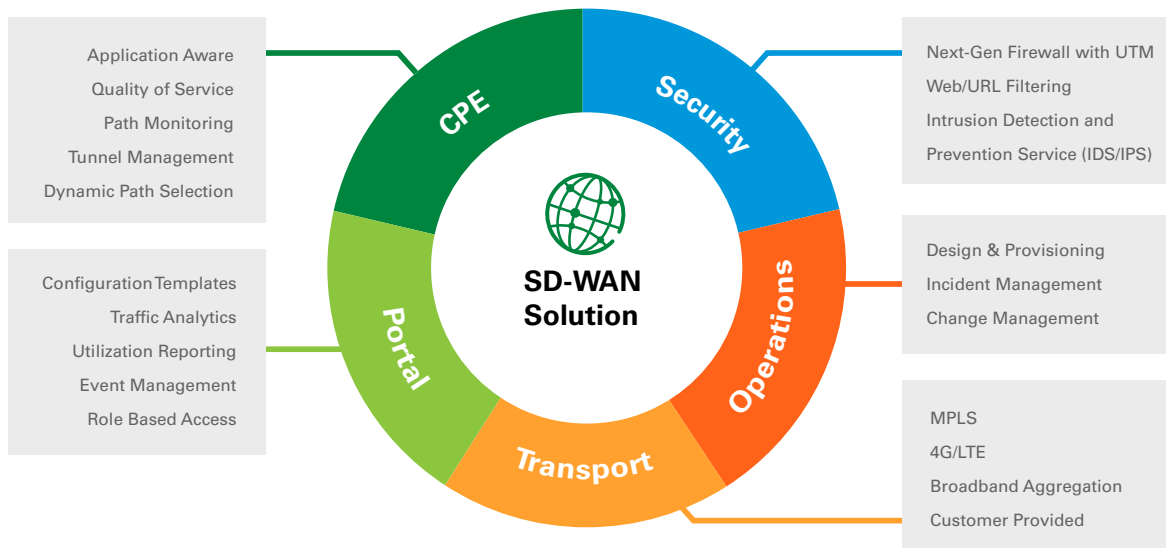 Application Aware
Quality of Service
Path Monitoring
Tunnel Management
Dynamic Path Selection
Configuration Templates
Traffic Analytics
Utilization Reporting
Event Management
Role Based Access
CPE
Security
Portal
Operations
Transport
SD-WAN
Solution
Next-Gen Firewall with UTM
Web/URL Filtering
Intrusion Detection and
Prevention Service (IDS/IPS)
Design & Provisioning
Incident Management
Change Management
MPLS
4G/LTE
Broadband Aggregation
Customer Provided